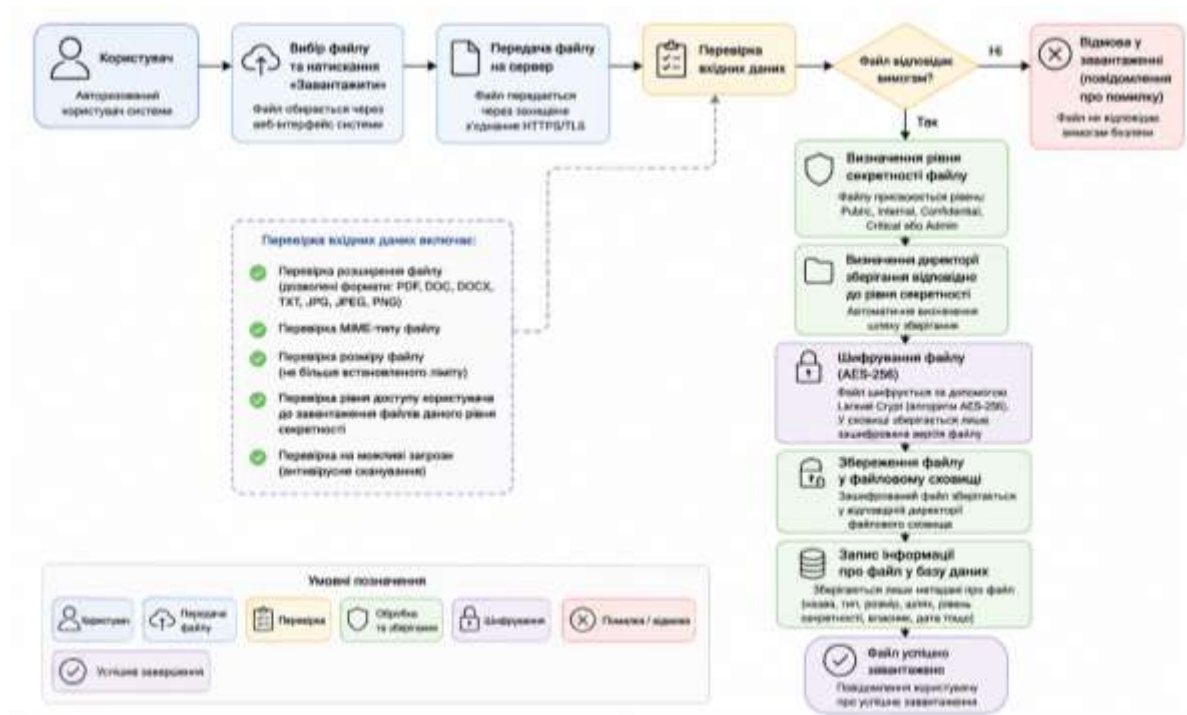 Користувач
Авторизований
користувач системи
Вибір файлу
та натискання
«Завантажити»
Файл обирається через
веб-інтерфейс системи
Передача файлу
на сервер
Файл передається
через захищене
з'єднання HTTPS/TLS
Перевірка
вхідних даних
Файл відповідає
вимогам?
Ні
Так
Відмова у
завантаженні
(повідомлення
про помилку)
Файл не відповідає
вимогам безпеки
Визначення рівня
секретності файлу
Файлу присвоюється рівень:
Public, Internal, Confidential,
Critical або Admin
Визначення директорії
зберігання відповідно
до рівня секретності
Автоматичне визначення
шляху зберігання
Шифрування файлу
(AES-256)
Файл шифрується за допомогою
Laravel Crypt (алгоритм AES-256).
У сховищі зберігається лише
зашифрована версія файлу
Збереження файлу
у файловому сховищі
Зашифрований файл зберігається
у відповідній директорії
файлового сховища
Запис інформації
про файл у базу даних
Зберігаються лише метадані про файл
(назва, тип, розмір, шлях, рівень
секретності, власник, дата тощо)
Файл успішно
завантажено
Повідомлення користувачу
про успішне завантаження
Перевірка вхідних даних включає:
Перевірка розширення файлу
(дозволені формати: PDF, DOC, DOCX,
TXT, JPG, JPEG, PNG)
Перевірка MIME-типу файлу
Перевірка розміру файлу
(не більше встановленого ліміту)
Перевірка рівня доступу користувача
до завантаження файлів даного рівня
секретності
Перевірка на можливі загрози
(антивірусне сканування)
Умовні позначення
Користувач
Передача
файлу
Перевірка
Обробка
та зберігання
Шифрування
Помилка / відмова
Успішне завершення